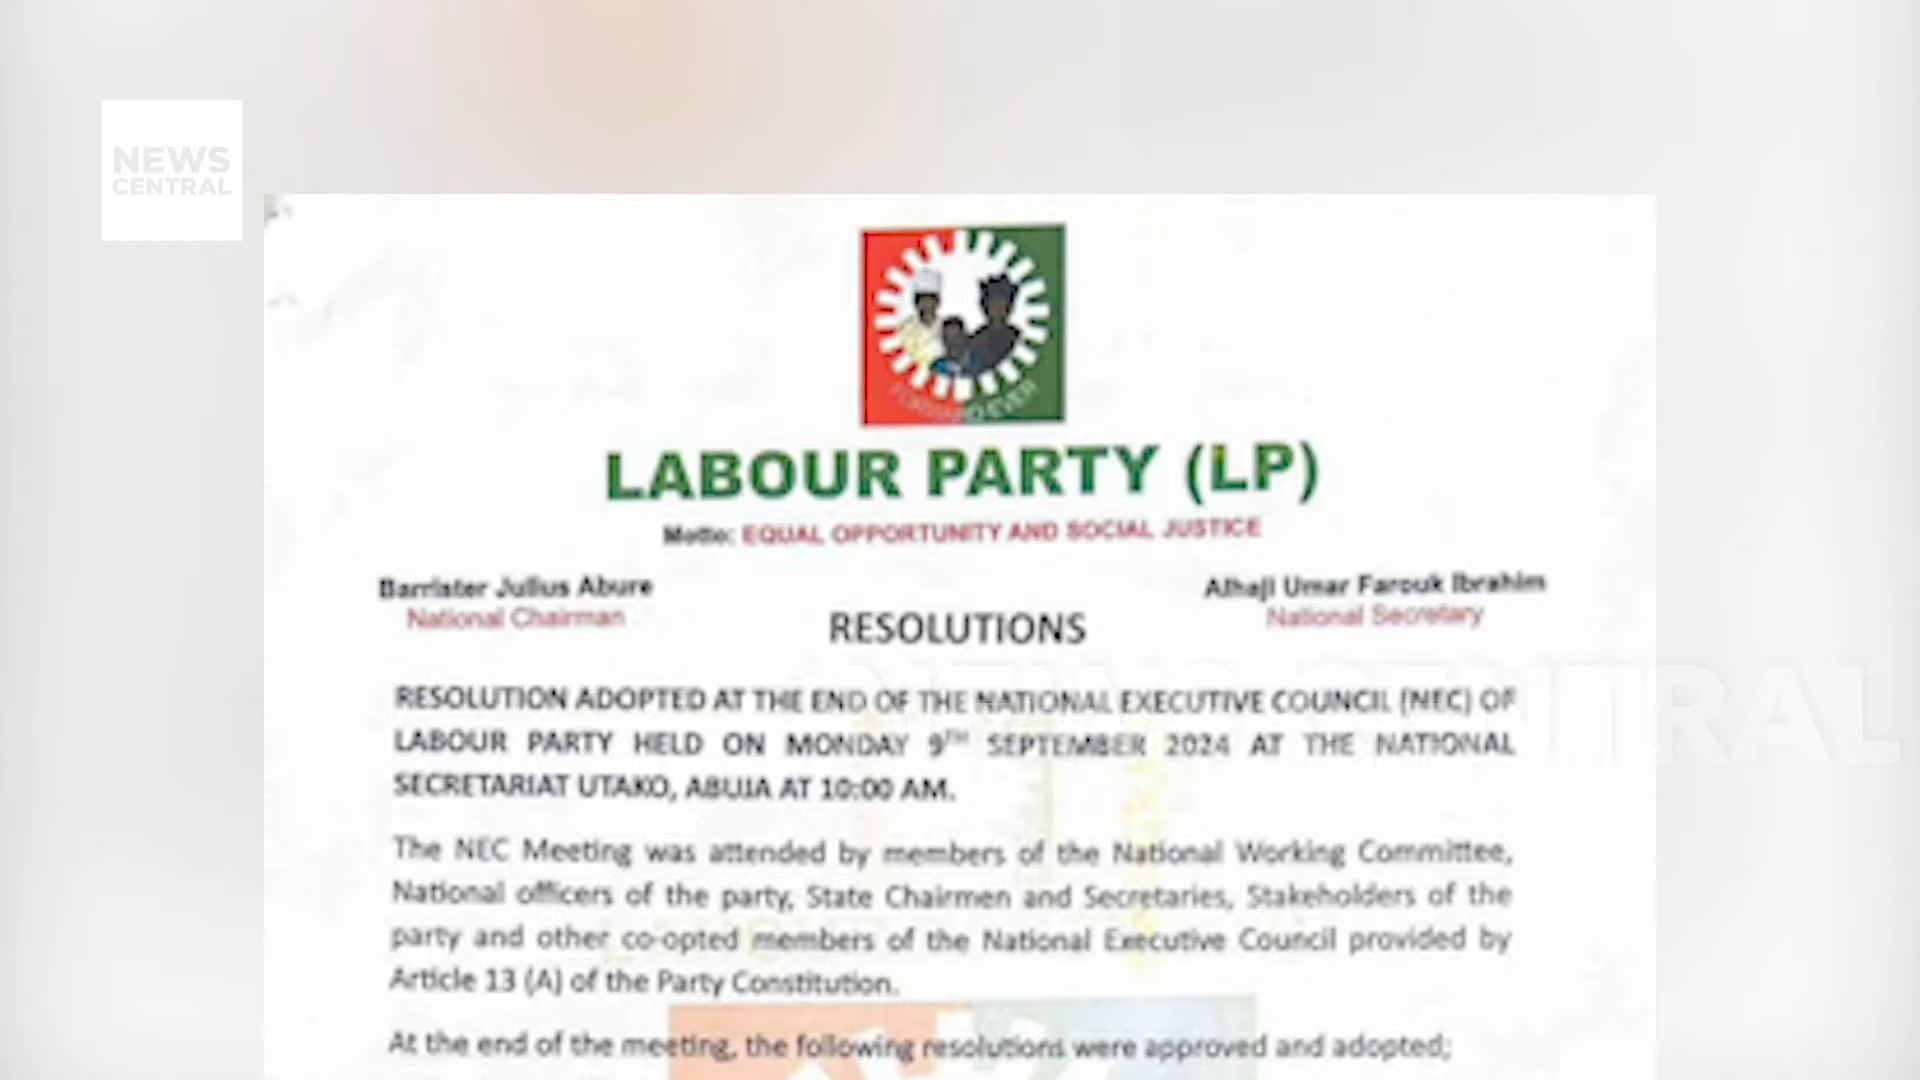 NEWS
CENTRAL
FORWARD EVER
LABOUR PARTY (LP)
Motto: EQUAL OPPORTUNITY AND SOCIAL JUSTICE
Barrister Julius Abure
National Chairman
Alhaji Umar Farouk Ibrahim
National Secretary
RESOLUTIONS
NEWS CENTRAL
RESOLUTION ADOPTED AT THE END OF THE NATIONAL EXECUTIVE COUNCIL (NEC) OF
LABOUR PARTY HELD ON MONDAY 9TH SEPTEMBER 2024 AT THE NATIONAL
SECRETARIAT UTAKO, ABUJA AT 10:00 AM.
The NEC Meeting was attended by members of the National Working Committee,
National officers of the party, State Chairmen and Secretaries, Stakeholders of the
party and other co-opted members of the National Executive Council provided by
Article 13 (A) of the Party Constitution.
At the end of the meeting, the following resolutions were approved and adopted;